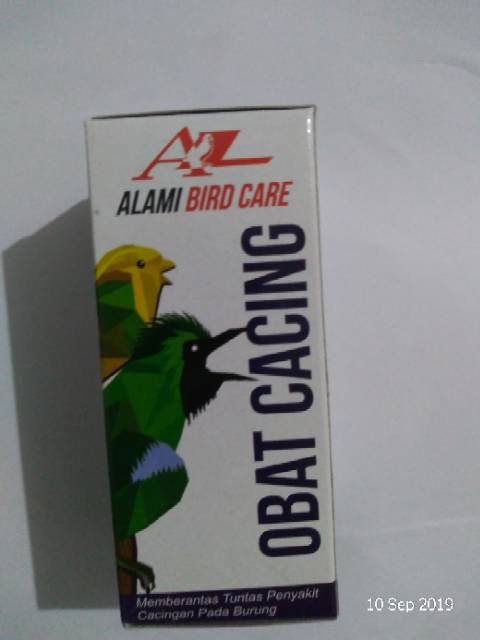 AL
ALAMI BIRD CARE
OBAT CACING
Memberantas Tuntas Penyakit
Cacingan Pada Burung
10 Sep 2019